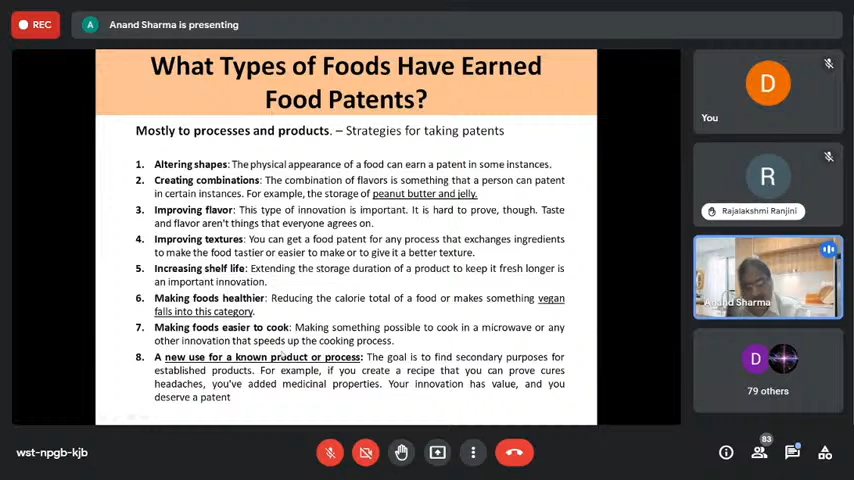 REC
A
Anand Sharma is presenting
What Types of Foods Have Earned
Food Patents?
Mostly to processes and products. – Strategies for taking patents
1. Altering shapes: The physical appearance of a food can earn a patent in some instances.
2. Creating combinations: The combination of flavors is something that a person can patent
in certain instances. For example, the storage of peanut butter and jelly.
3. Improving flavor: This type of innovation is important. It is hard to prove, though. Taste
and flavor aren't things that everyone agrees on.
4. Improving textures: You can get a food patent for any process that exchanges ingredients
to make the food tastier or easier to make or to give it a better texture.
5. Increasing shelf life: Extending the storage duration of a product to keep it fresh longer is
an important innovation.
6. Making foods healthier: Reducing the calorie total of a food or makes something vegan
falls into this category.
7. Making foods easier to cook: Making something possible to cook in a microwave or any
other innovation that speeds up the cooking process.
8. A new use for a known product or process: The goal is to find secondary purposes for
established products. For example, if you create a recipe that you can prove cures
headaches, you've added medicinal properties. Your innovation has value, and you
deserve a patent
D
You
R
Rajalakshmi Ranjini
Anand Sharma
D
79 others
wst-npgb-kjb
83